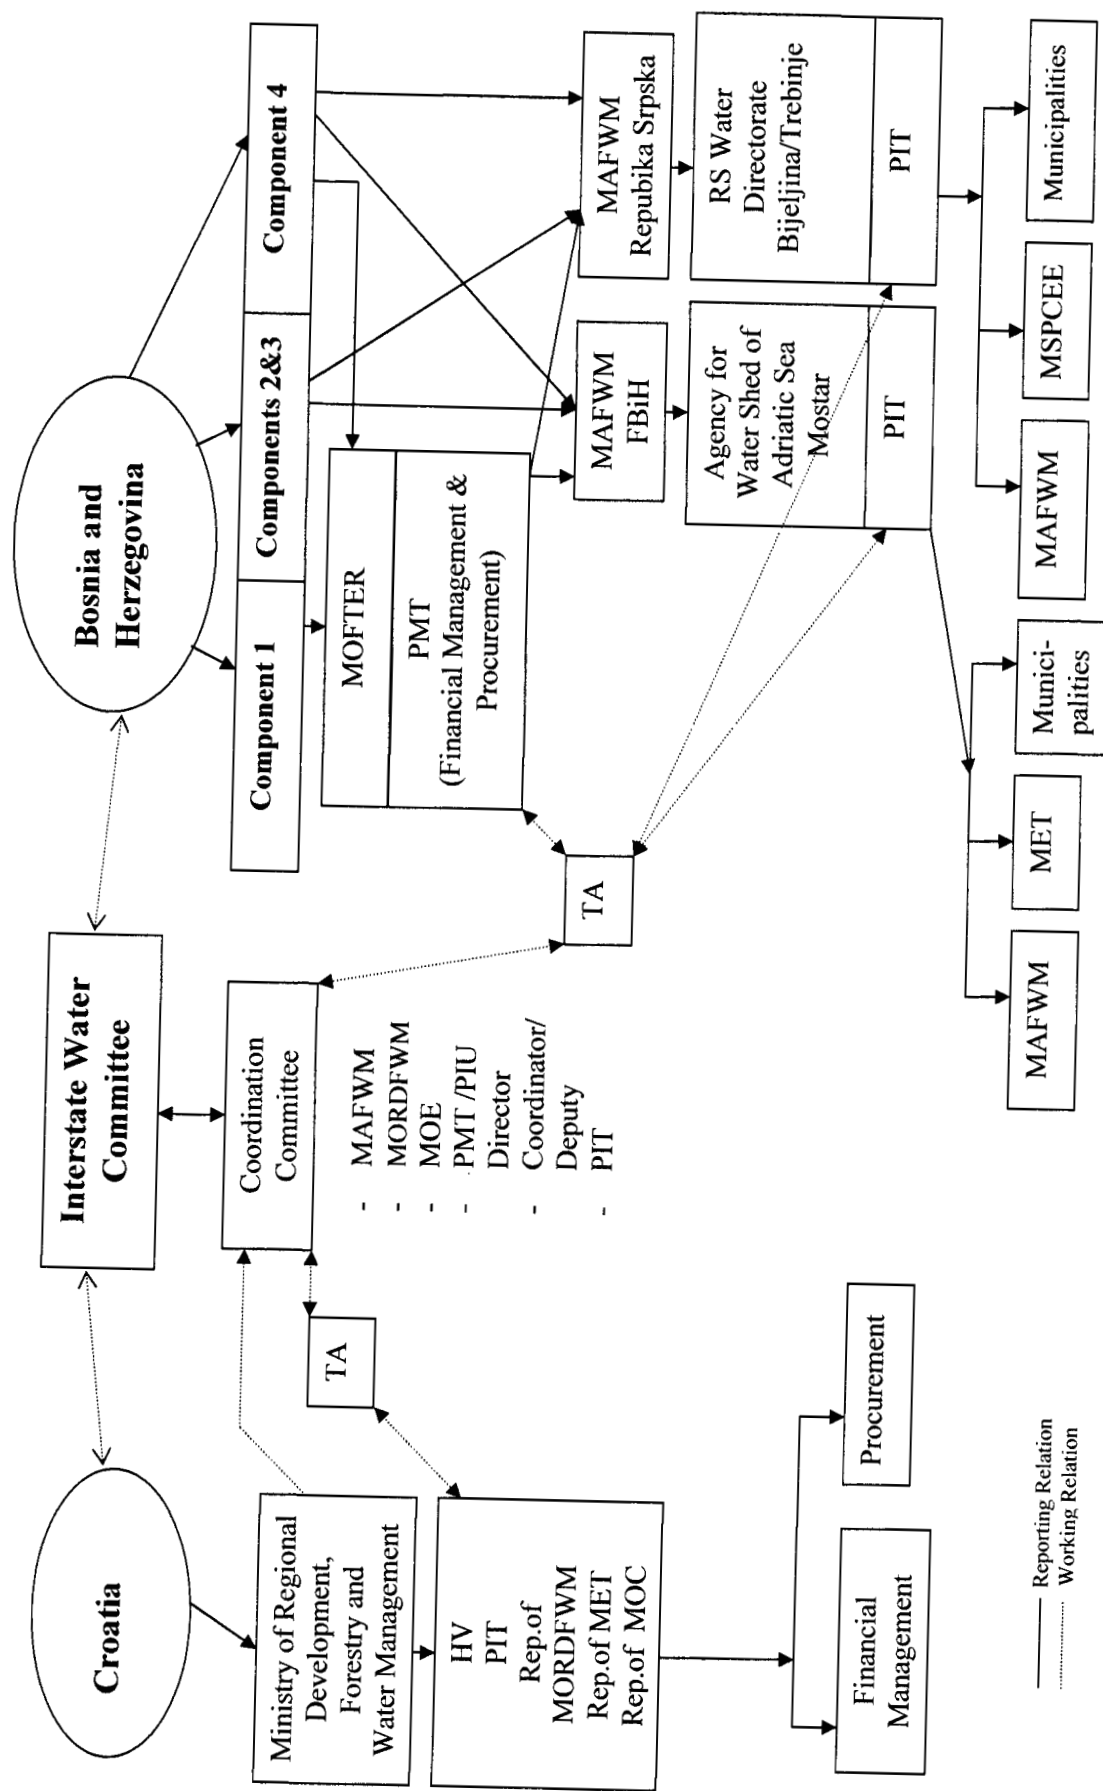 Croatia
Interstate Water
Committee
Bosnia and
Herzegovina
Ministry of Regional
Development,
Forestry and
Water Management
HV
PIT
Rep.of
MORDFWM
Rep.of MET
Rep.of MOC
Financial
Management
Procurement
TA
Coordination
Committee
- MAFWM
- MORDFWM
- MOE
- PMT /PIU
Director
- Coordinator/
Deputy
- PIT
TA
Component 1
Components 2&3
Component 4
MOFTER
PMT
(Financial Management &
Procurement)
MAFWM
FBiH
MAFWM
Repubika Srpska
Agency for
Water Shed of
Adriatic Sea
Mostar
PIT
RS Water
Directorate
Bijeljina/Trebinje
PIT
MAFWM
MET
Munici-
palities
MAFWM
MSPCEE
Municipalities
Reporting Relation
Working Relation